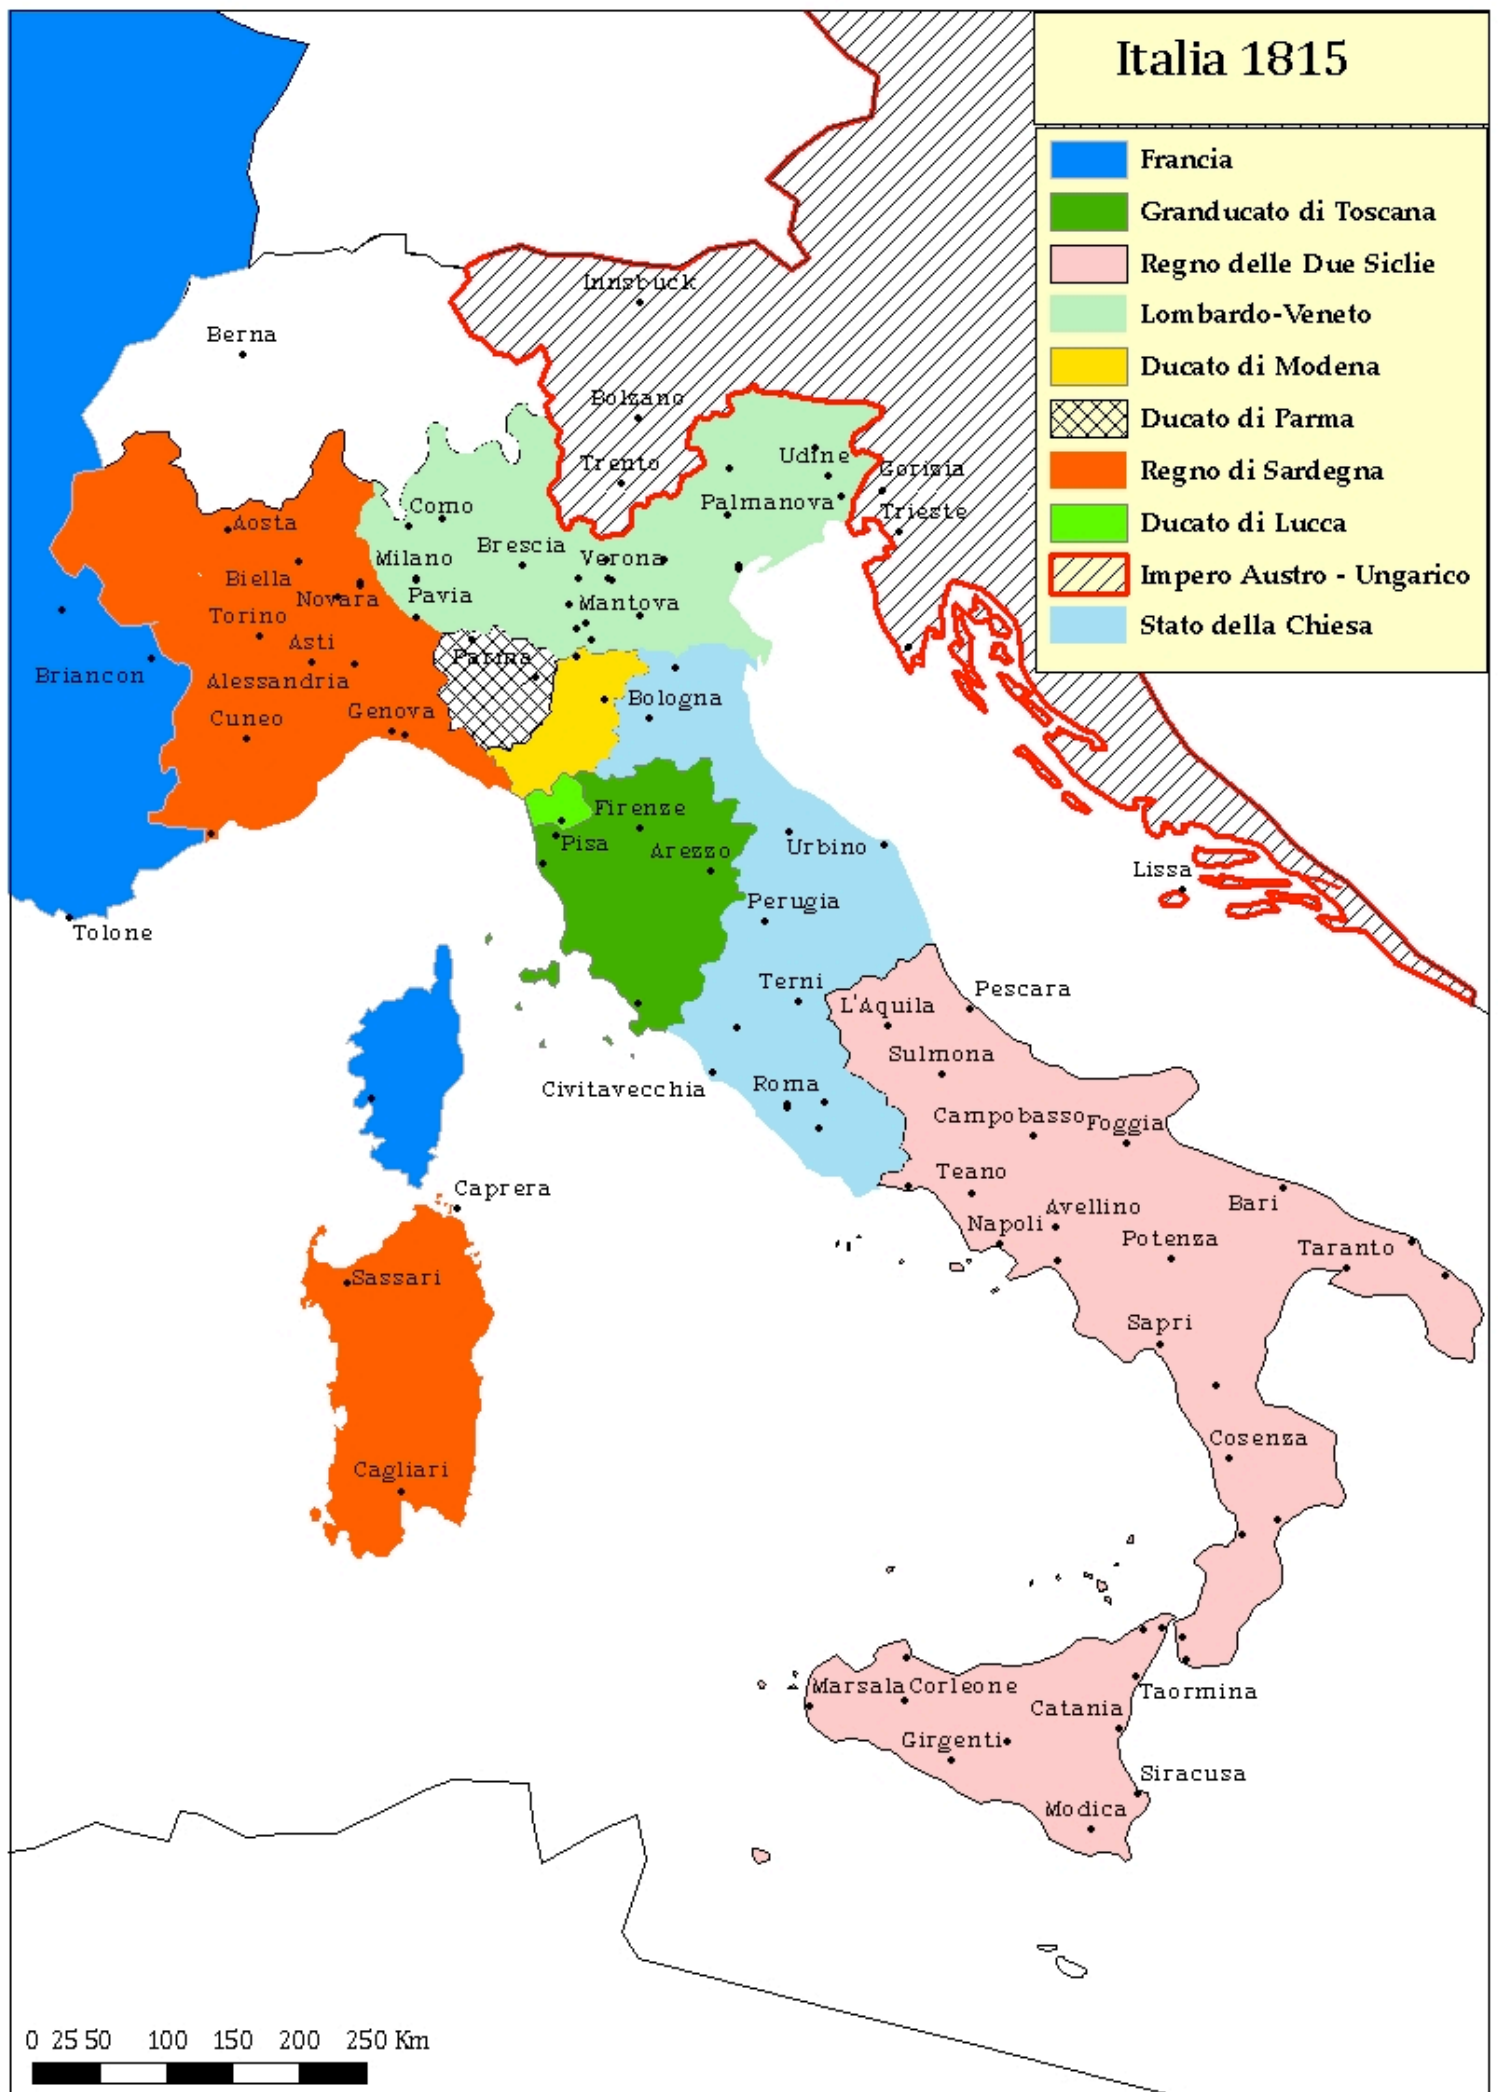 Italia 1815
Francia
Granducato di Toscana
Regno delle Due Siclie
Lombardo-Veneto
Ducato di Modena
Ducato di Parma
Regno di Sardegna
Ducato di Lucca
Impero Austro - Ungarico
Stato della Chiesa
Innsbuck
Berna
Bolzano
Trento
Udine
Gorisia
Aosta
Como
Palmanova
Trieste
Milano
Brescia
Verona
Biella
Novara
Pavia
Mantova
Torino
Asti
Parma
Briancon
Alessandria
Bologna
Cuneo
Genova
Firenze
Pisa
Arezzo
Urbino
Lissa
Perugia
Tolone
Terni
Pescara
L'Aquila
Sulmona
Civitavecchia
Roma
Campobasso
Foggia
Teano
Caprera
Avellino
Bari
Napoli
Potenza
Taranto
Sassari
Sapri
Cosenza
Cagliari
Marsala
Corleone
Taormina
Catania
Girgenti
Siracusa
Modica
0 25 50 100 150 200 250 Km